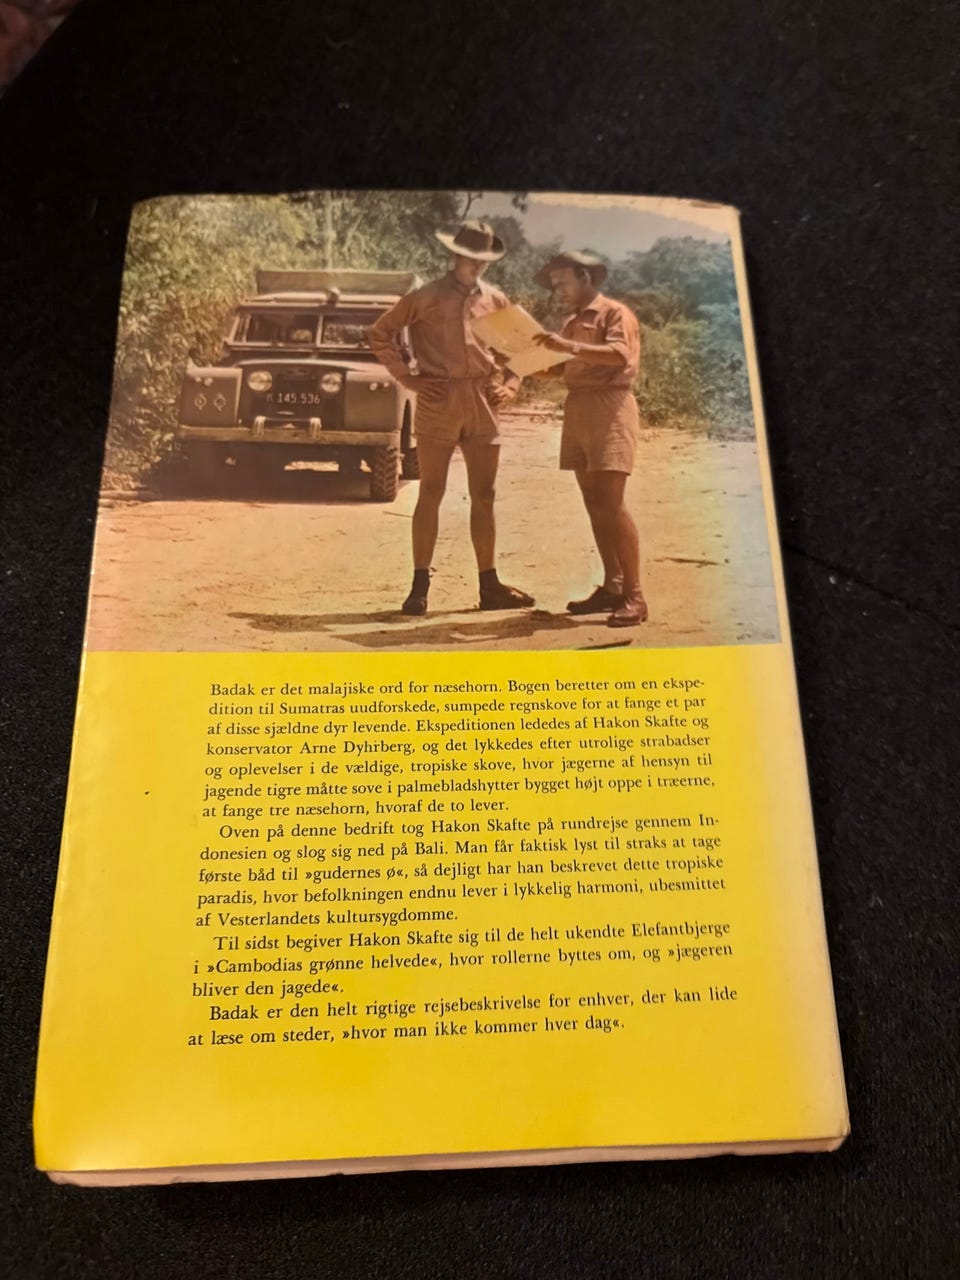 K 145.536
Badak er det malajiske ord for næsehorn. Bogen beretter om en ekspe-
dition til Sumatras uudforskede, sumpede regnskove for at fange et par
af disse sjældne dyr levende. Ekspeditionen lededes af Hakon Skafte og
konservator Arne Dyhrberg, og det lykkedes efter utrolige strabadser
og oplevelser i de vældige, tropiske skove, hvor jægerne af hensyn til
jagende tigre måtte sove i palmebladshytter bygget højt oppe i træerne,
at fange tre næsehorn, hvoraf de to lever.
Oven på denne bedrift tog Hakon Skafte på rundrejse gennem In-
donesien og slog sig ned på Bali. Man får faktisk lyst til straks at tage
første båd til »gudernes ø«, så dejligt har han beskrevet dette tropiske
paradis, hvor befolkningen endnu lever i lykkelig harmoni, ubesmittet
af Vesterlandets kultursygdomme.
Til sidst begiver Hakon Skafte sig til de helt ukendte Elefantbjerge
i »Cambodias grønne helvede«, hvor rollerne byttes om, og »jægeren
bliver den jagede«.
Badak er den helt rigtige rejsebeskrivelse for enhver, der kan lide
at læse om steder, »hvor man ikke kommer hver dag«.